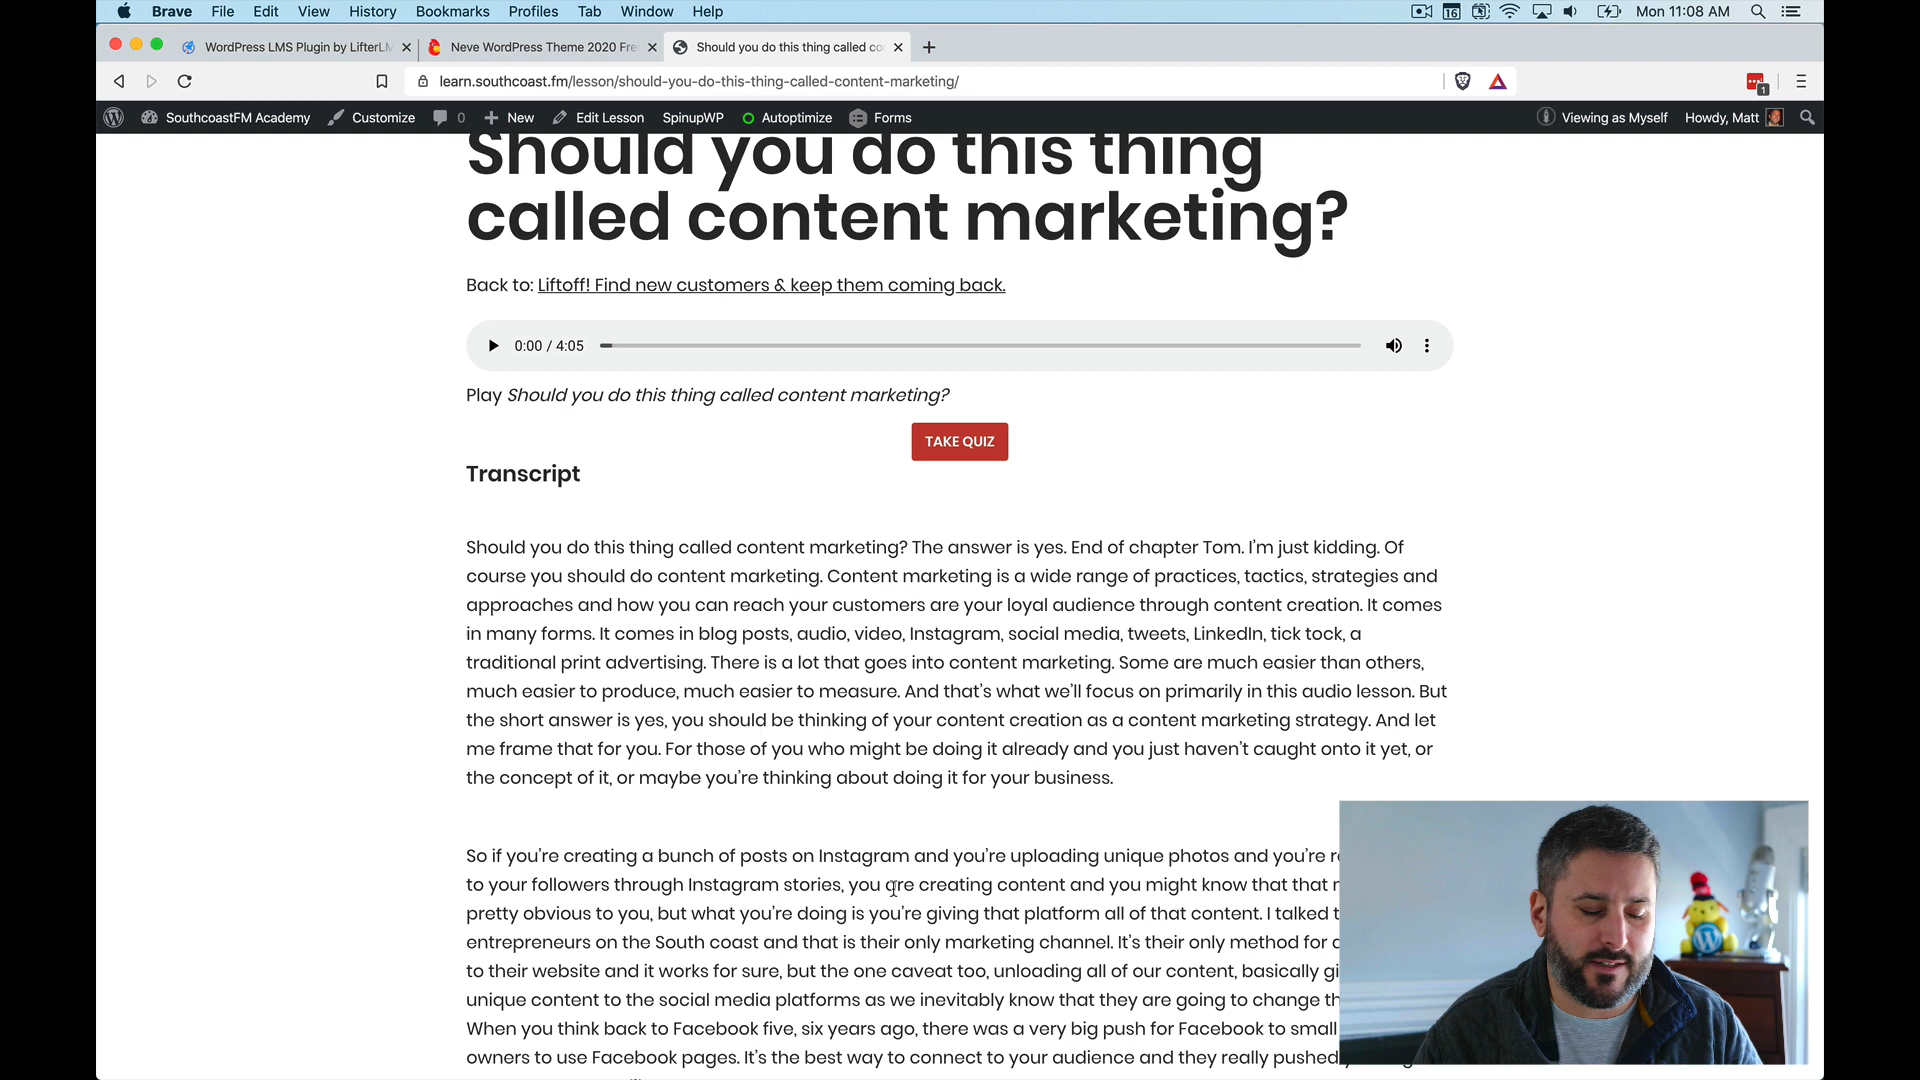 Brave File Edit View History Bookmarks Profiles Tab Window Help 16 Mon 11:08 AM
WordPress LMS Plugin by LifterLM Neve WordPress Theme 2020 Fre Should you do this thing called co
learn.southcoast.fm/lesson/should-you-do-this-thing-called-content-marketing/ 1
SouthcoastFM Academy Customize 0 New Edit Lesson SpinupWP Autoptimize Forms Viewing as Myself Howdy, Matt
Should you do this thing
called content marketing?
Back to: Liftoff! Find new customers & keep them coming back.
0:00 / 4:05
Play Should you do this thing called content marketing?
TAKE QUIZ
Transcript
Should you do this thing called content marketing? The answer is yes. End of chapter Tom. I'm just kidding. Of
course you should do content marketing. Content marketing is a wide range of practices, tactics, strategies and
approaches and how you can reach your customers are your loyal audience through content creation. It comes
in many forms. It comes in blog posts, audio, video, Instagram, social media, tweets, LinkedIn, tick tock, a
traditional print advertising. There is a lot that goes into content marketing. Some are much easier than others,
much easier to produce, much easier to measure. And that's what we'll focus on primarily in this audio lesson. But
the short answer is yes, you should be thinking of your content creation as a content marketing strategy. And let
me frame that for you. For those of you who might be doing it already and you just haven't caught onto it yet, or
the concept of it, or maybe you're thinking about doing it for your business.
So if you're creating a bunch of posts on Instagram and you're uploading unique photos and you're
to your followers through Instagram stories, you are creating content and you might know that that
pretty obvious to you, but what you're doing is you're giving that platform all of that content. I talked
entrepreneurs on the South coast and that is their only marketing channel. It's their only method for
to their website and it works for sure, but the one caveat too, unloading all of our content, basically
unique content to the social media platforms as we inevitably know that they are going to change
When you think back to Facebook five, six years ago, there was a very big push for Facebook to small
owners to use Facebook pages. It's the best way to connect to your audience and they really pushed